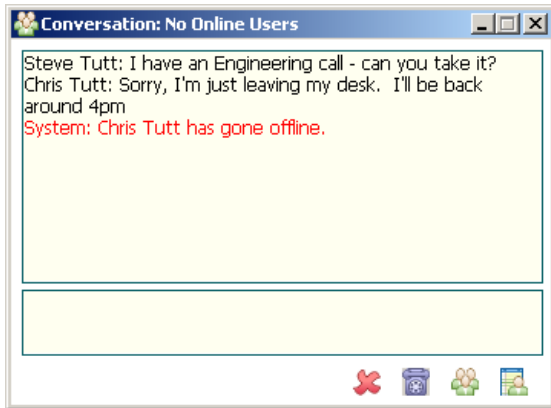 Conversation: No Online Users
Steve Tutt: I have an Engineering call - can you take it?
Chris Tutt: Sorry, I'm just leaving my desk.  I'll be back
around 4pm
System: Chris Tutt has gone offline.